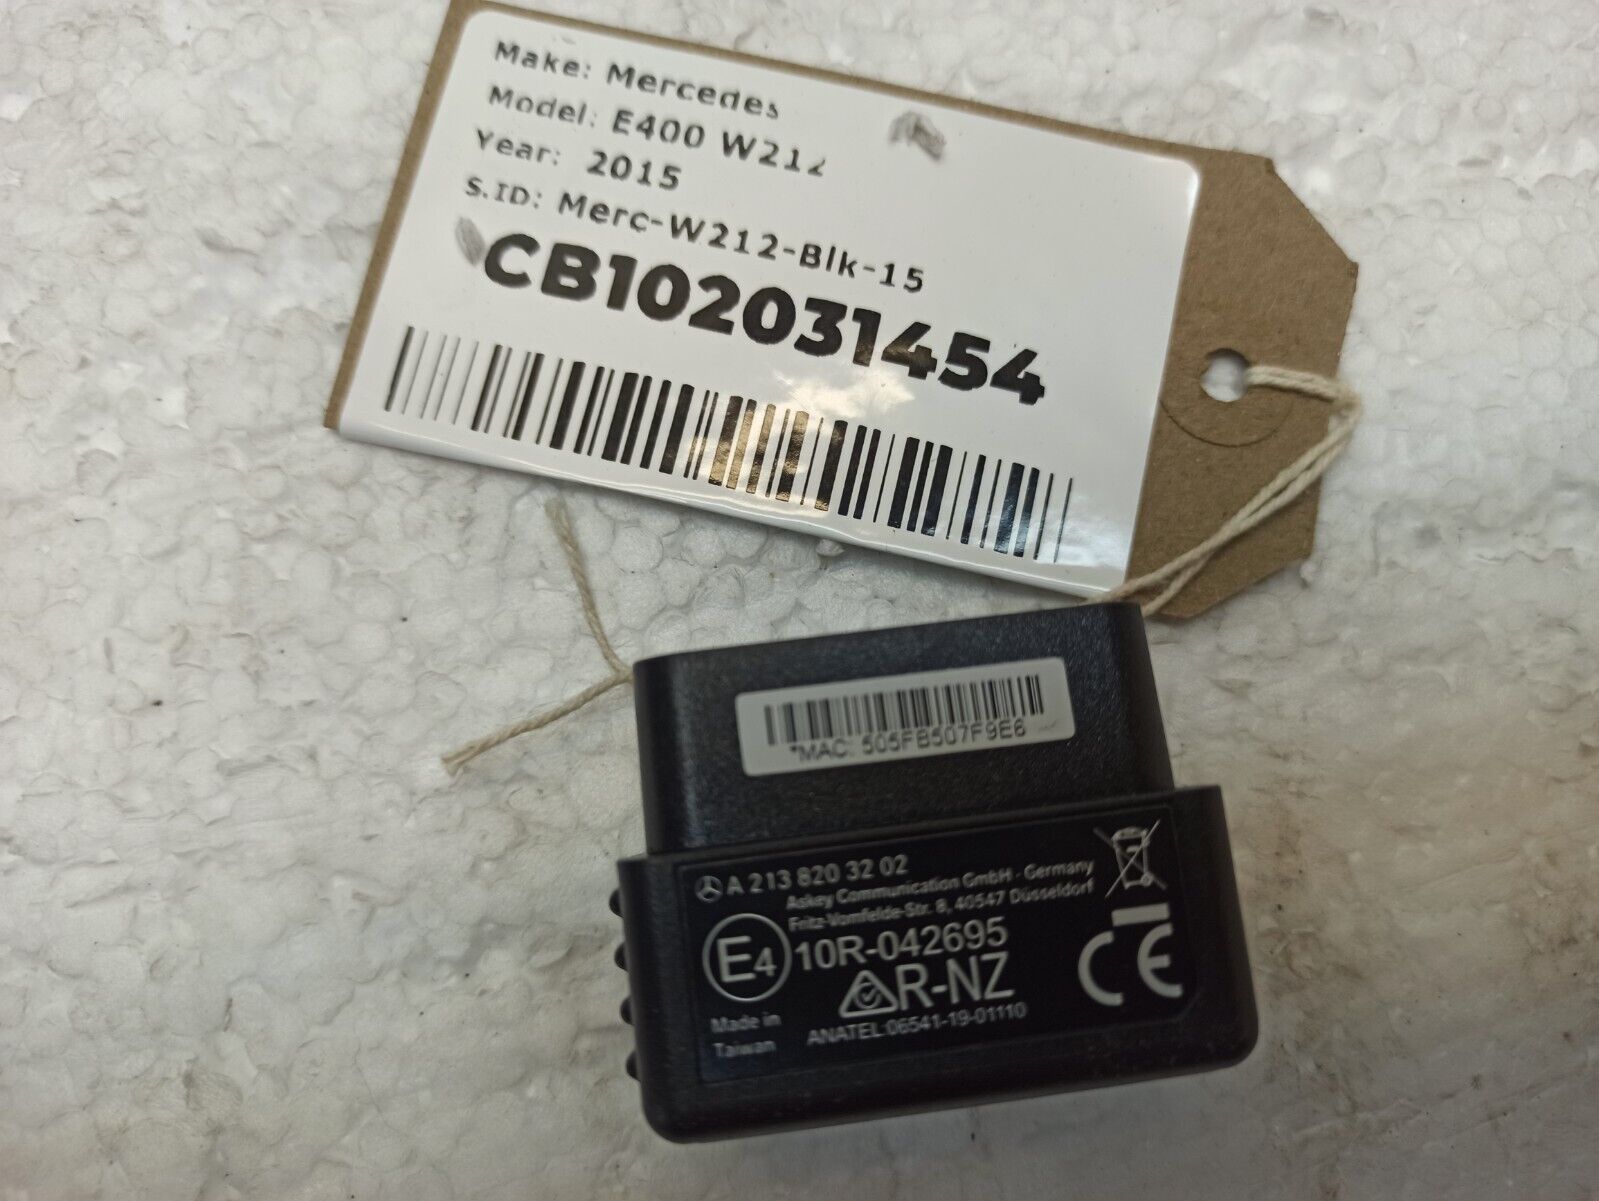 Make: Mercedes
Model: E400 W212
Year: 2015
S.ID: Merc-W212-Blk-15
CB102031454
*MAC: 505FB507F9E6
A 213 820 32 02
Askey Communication GmbH - Germany
Fritz-Vomfelde-Str. 8, 40547 Düsseldorf
E4 10R-042695
R-NZ
CE
Made in
Taiwan
ANATEL:06541-19-01110